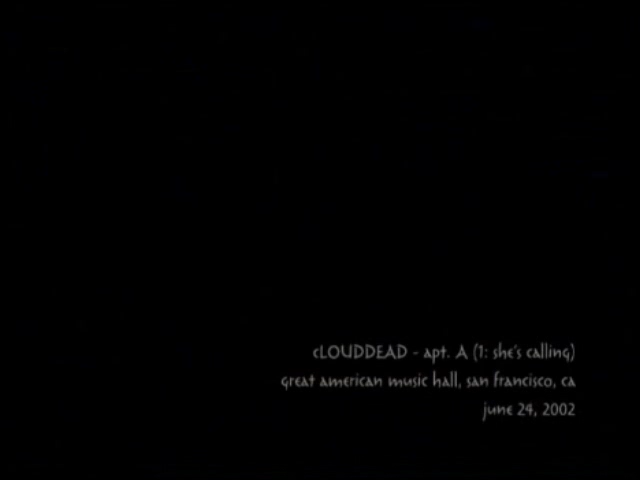 cLOUDDEAD - apt. A (1: she's calling)
great american music hall, san francisco, ca
june 24, 2002